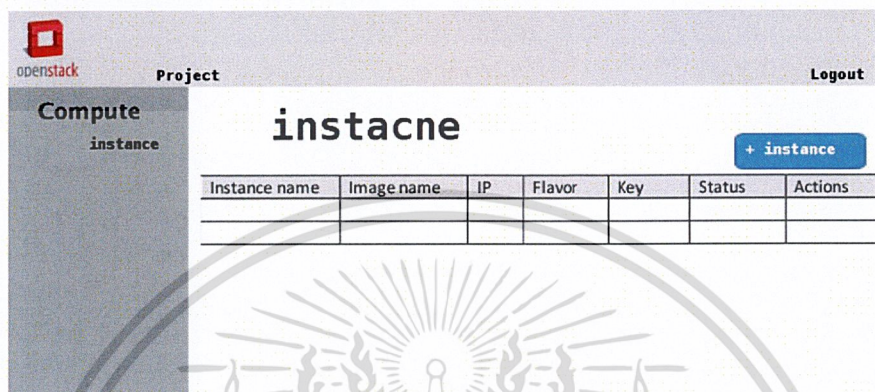 openstack
Project Logout
Compute
instance
instacne
+ instance
Instance name Image name IP Flavor Key Status Actions